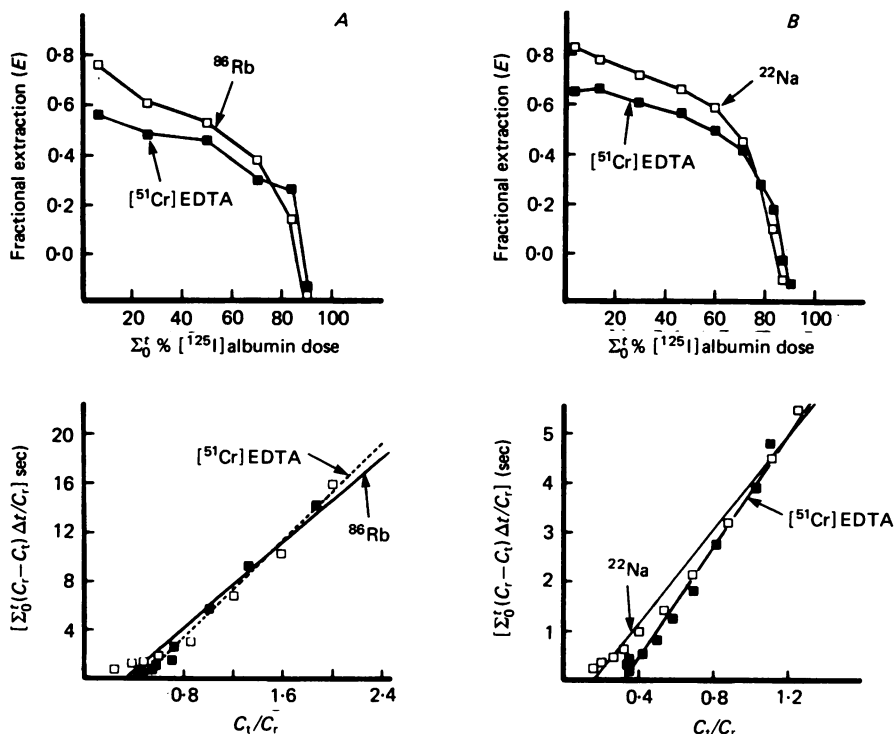 A
Fractional extraction (E)
0·8
0·6
0·4
0·2
0·0
⁸⁶Rb
[⁵¹Cr]EDTA
20 40 60 80 100
Σ₀ᵗ % [¹²⁵I]albumin dose
B
Fractional extraction (E)
0·8
0·6
0·4
0·2
0·0
²²Na
[⁵¹Cr]EDTA
20 40 60 80 100
Σ₀ᵗ % [¹²⁵I]albumin dose
[Σ₀ᵗ(Cᵣ−Cₜ) Δt/Cᵣ] sec)
20
16
12
8
4
[⁵¹Cr]EDTA
⁸⁶Rb
0·8 1·6 2·4
Cₜ/Cᵣ
[Σ₀ᵗ(Cᵣ−Cₜ) Δt/Cᵣ] (sec)
5
4
3
2
1
[⁵¹Cr]EDTA
²²Na
0·4 0·8 1·2
Cₜ/Cᵣ